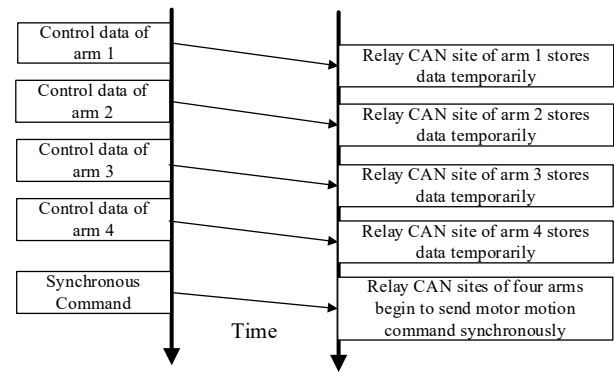 Control data of
arm 1
Relay CAN site of arm 1 stores
data temporarily
Control data of
arm 2
Relay CAN site of arm 2 stores
data temporarily
Control data of
arm 3
Relay CAN site of arm 3 stores
data temporarily
Control data of
arm 4
Relay CAN site of arm 4 stores
data temporarily
Synchronous
Command
Relay CAN sites of four arms
begin to send motor motion
command synchronously
Time